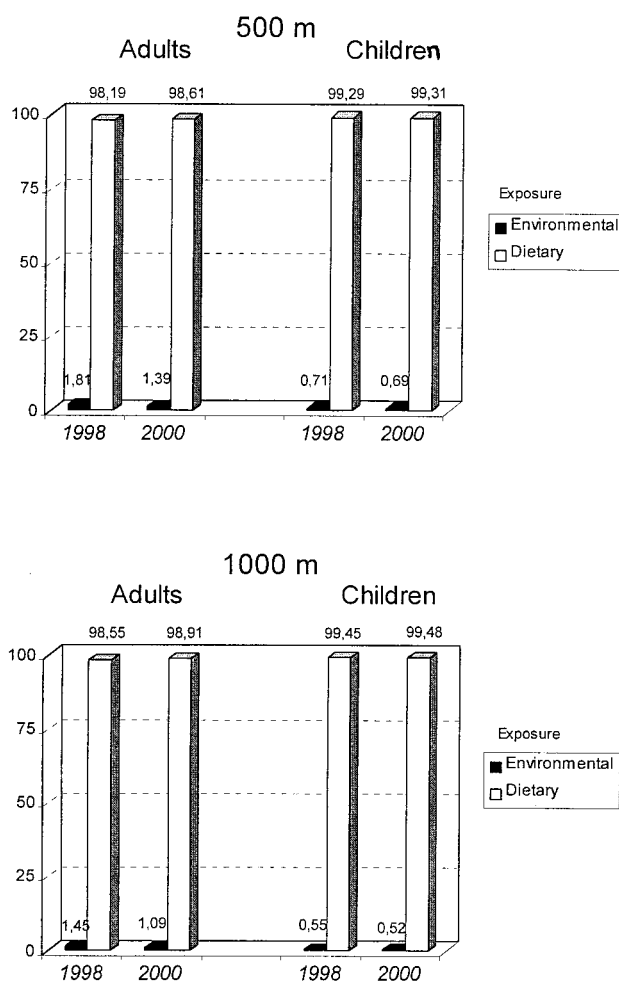 500 m
Adults Children
98,19 98,61 99,29 99,31
100
75
50
25
0
1,81 1,39 0,71 0,69
1998 2000 1998 2000
Exposure
Environmental
Dietary
1000 m
Adults Children
98,55 98,91 99,45 99,48
100
75
50
25
0
1,45 1,09 0,55 0,52
1998 2000 1998 2000
Exposure
Environmental
Dietary